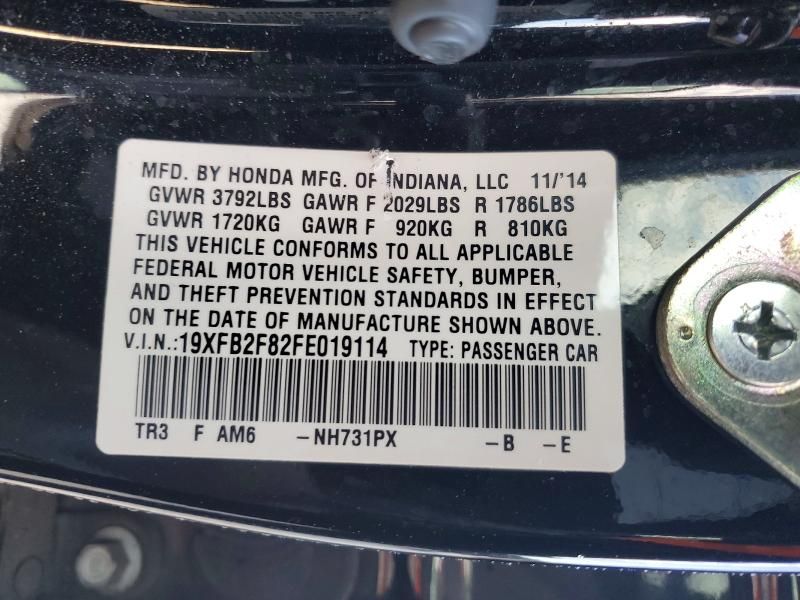 MFD. BY HONDA MFG. OF INDIANA, LLC 11/'14
GVWR 3792LBS GAWR F 2029LBS R 1786LBS
GVWR 1720KG GAWR F 920KG R 810KG
THIS VEHICLE CONFORMS TO ALL APPLICABLE
FEDERAL MOTOR VEHICLE SAFETY, BUMPER,
AND THEFT PREVENTION STANDARDS IN EFFECT
ON THE DATE OF MANUFACTURE SHOWN ABOVE.
V.I.N.:19XFB2F82FE019114 TYPE: PASSENGER CAR
TR3 F AM6 -NH731PX -B -E